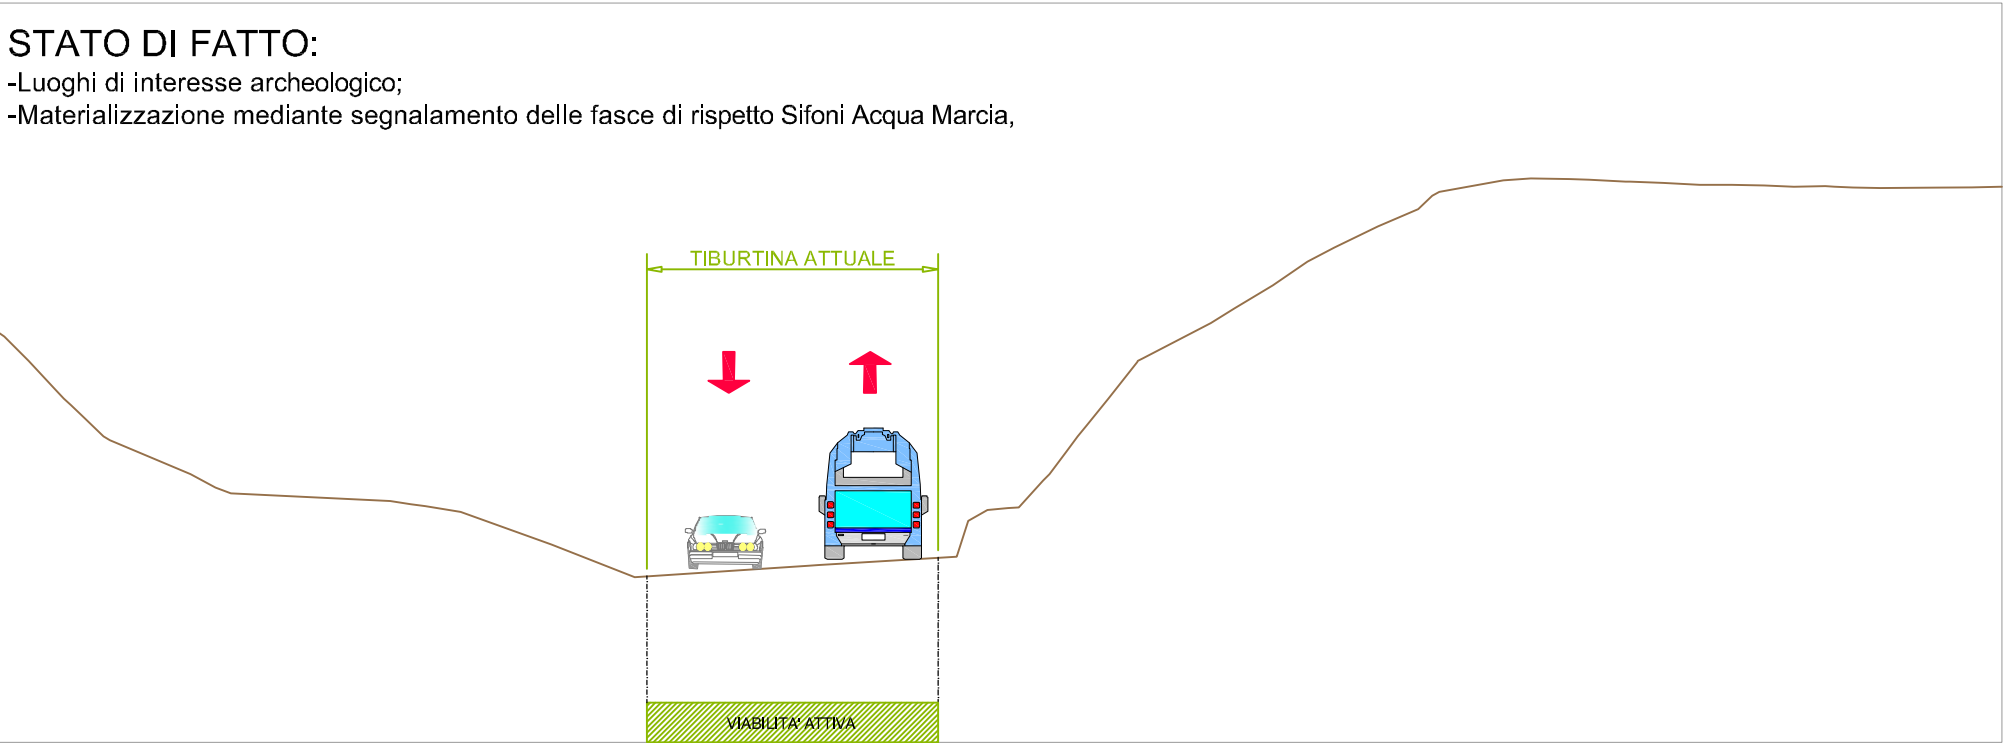 STATO DI FATTO:
-Luoghi di interesse archeologico;
-Materializzazione mediante segnalamento delle fasce di rispetto Sifoni Acqua Marcia,
TIBURTINA ATTUALE
VIABILITA' ATTIVA